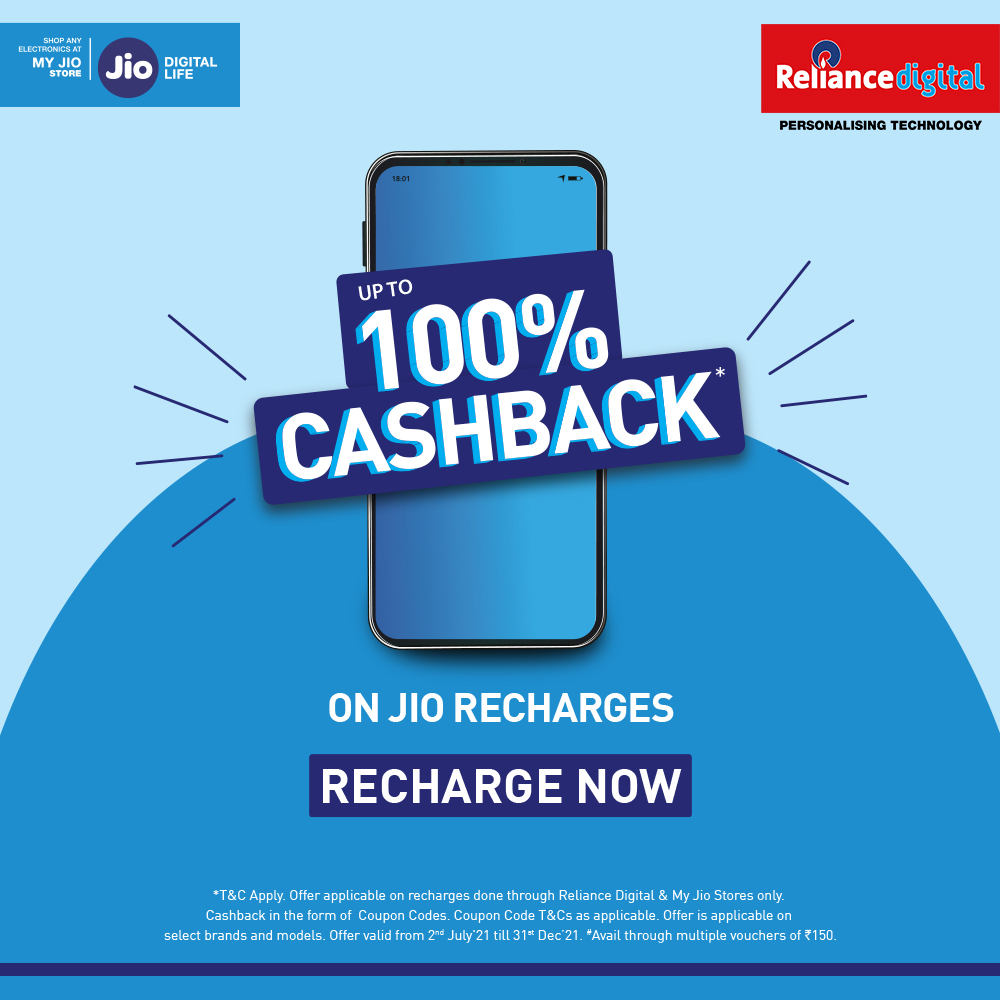 SHOP ANY
ELECTRONICS AT
MY JIO
STORE
Jio
DIGITAL
LIFE
Reliance digital
PERSONALISING TECHNOLOGY
18:01
UP TO
100%
CASHBACK*
ON JIO RECHARGES
RECHARGE NOW
*T&C Apply. Offer applicable on recharges done through Reliance Digital & My Jio Stores only.
Cashback in the form of Coupon Codes. Coupon Code T&Cs as applicable. Offer is applicable on
select brands and models. Offer valid from 2nd July'21 till 31st Dec'21. #Avail through multiple vouchers of ₹150.